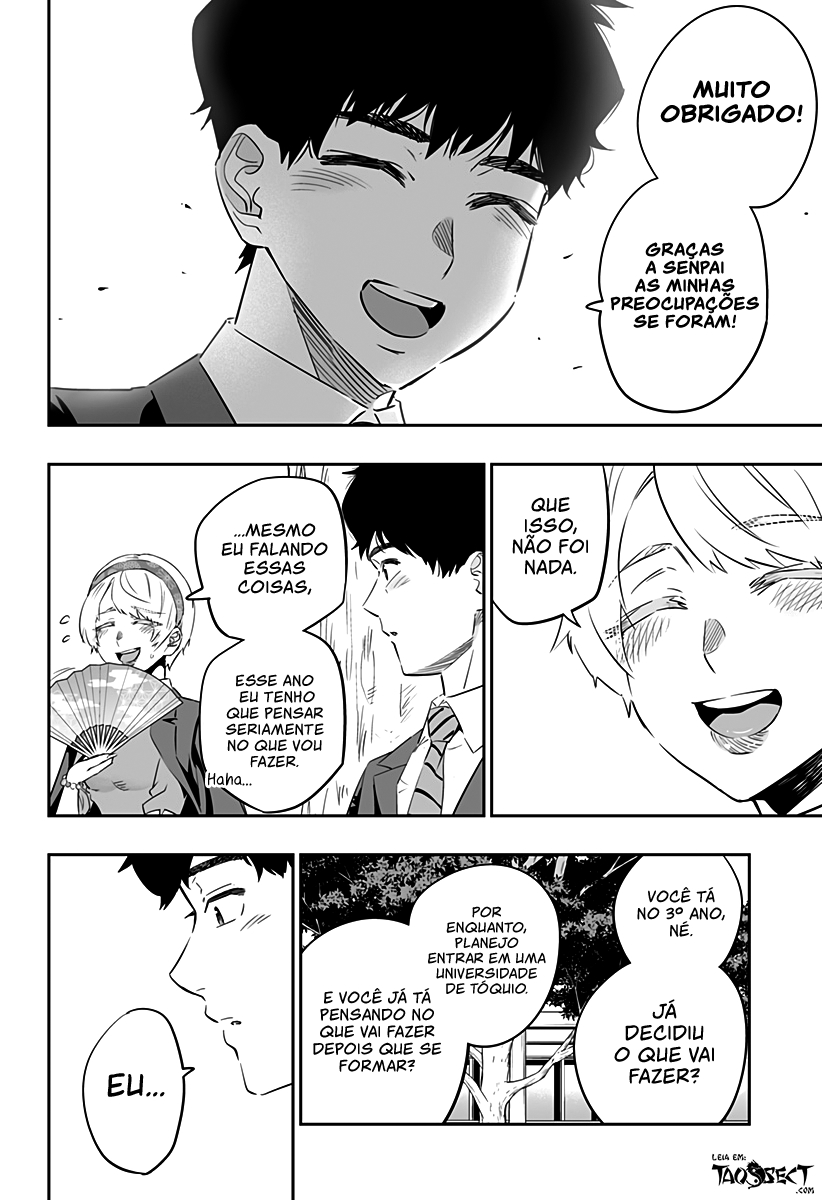 MUITO
OBRIGADO!
GRAÇAS
A SENPAI
AS MINHAS
PREOCUPAÇÕES
SE FORAM!
QUE
ISSO,
NÃO FOI
NADA.
...MESMO
EU FALANDO
ESSAS
COISAS,
ESSE ANO
EU TENHO
QUE PENSAR
SERIAMENTE
NO QUE VOU
FAZER.
Haha...
VOCÊ TÁ
NO 3º ANO,
NÉ.
JÁ
DECIDIU
O QUE VAI
FAZER?
POR
ENQUANTO,
PLANEJO
ENTRAR EM UMA
UNIVERSIDADE
DE TÓQUIO.
E VOCÊ JÁ TÁ
PENSANDO NO
QUE VAI FAZER
DEPOIS QUE SE
FORMAR?
EU...
LEIA EM:
TAOSECT
.COM